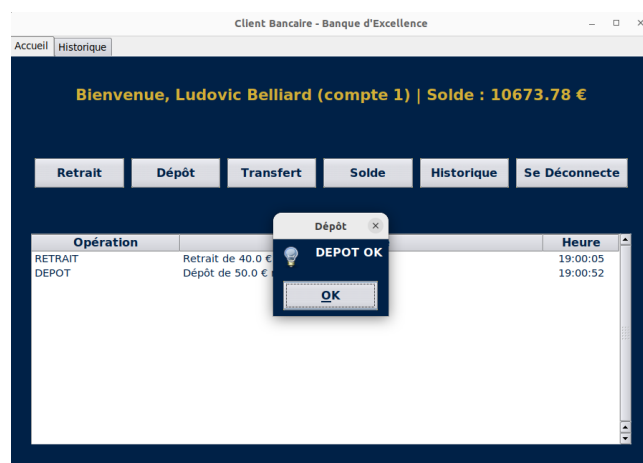 Client Bancaire - Banque d'Excellence
Accueil Historique
Bienvenue, Ludovic Belliard (compte 1) | Solde : 10673.78 €
Retrait Dépôt Transfert Solde Historique Se Déconnecte
Dépôt
DEPOT OK
OK
Opération Heure
RETRAIT Retrait de 40.0 € 19:00:05
DEPOT Dépôt de 50.0 € 19:00:52